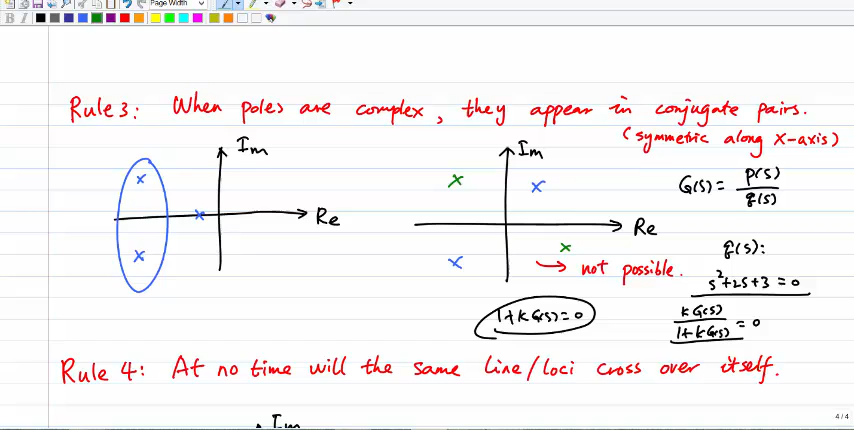 Page Width
B I
Rule 3: When poles are complex, they appear in conjugate pairs.
(symmetric along X-axis)
Im
Re
Im
Re
G(s) = p(s)/q(s)
q(s):
s²+2s+3 = 0
→ not possible.
1+kG(s)=0
kG(s)/1+kG(s) = 0
Rule 4: At no time will the same line/loci cross over itself.
Im
4 / 4